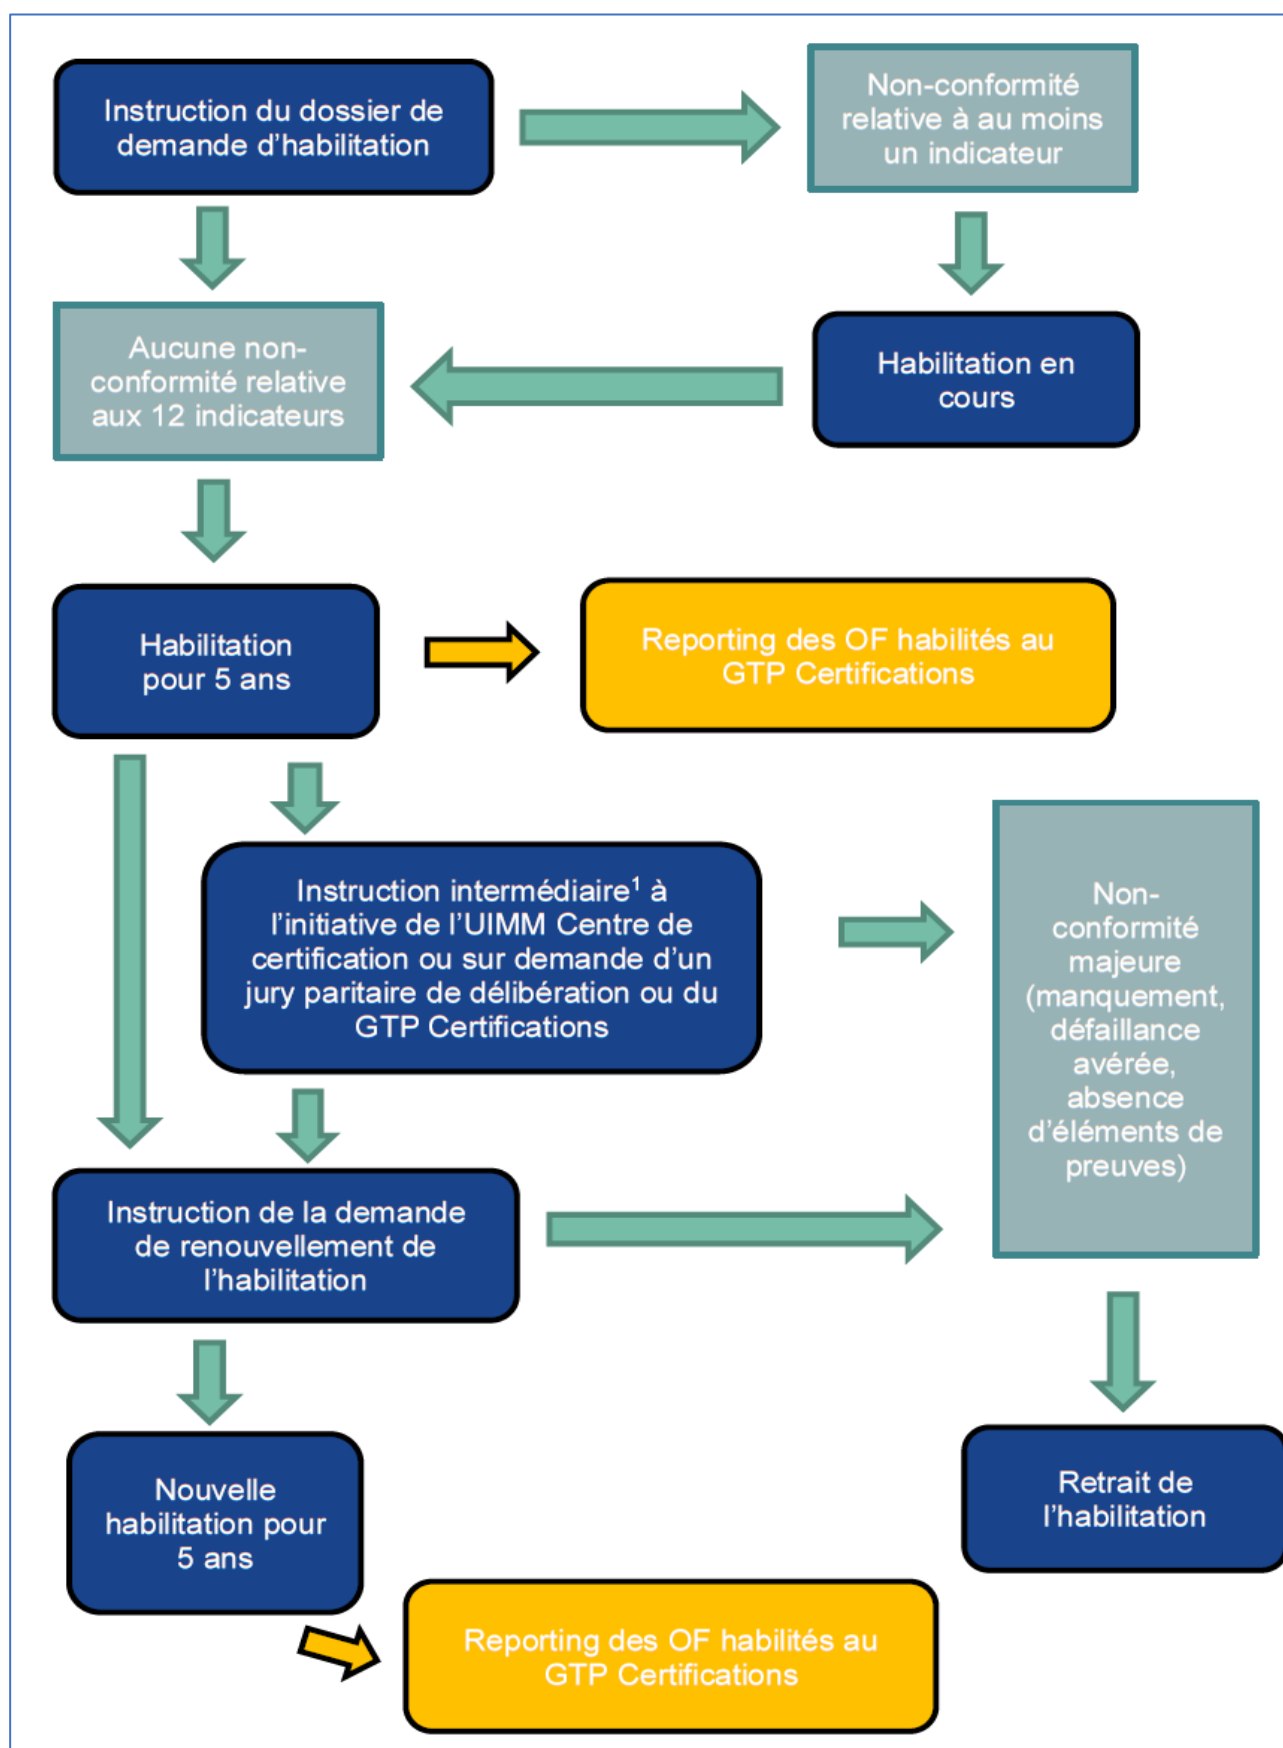 Instruction du dossier de
demande d'habilitation
Non-conformité
relative à au moins
un indicateur
Aucune non-
conformité relative
aux 12 indicateurs
Habilitation en
cours
Habilitation
pour 5 ans
Reporting des OF habilités au
GTP Certifications
Instruction intermédiaire¹ à
l'initiative de l'UIMM Centre de
certification ou sur demande d'un
jury paritaire de délibération ou du
GTP Certifications
Non-
conformité
majeure
(manquement,
défaillance
avérée,
absence
d'éléments de
preuves)
Instruction de la demande
de renouvellement de
l'habilitation
Nouvelle
habilitation pour
5 ans
Retrait de
l'habilitation
Reporting des OF habilités au
GTP Certifications